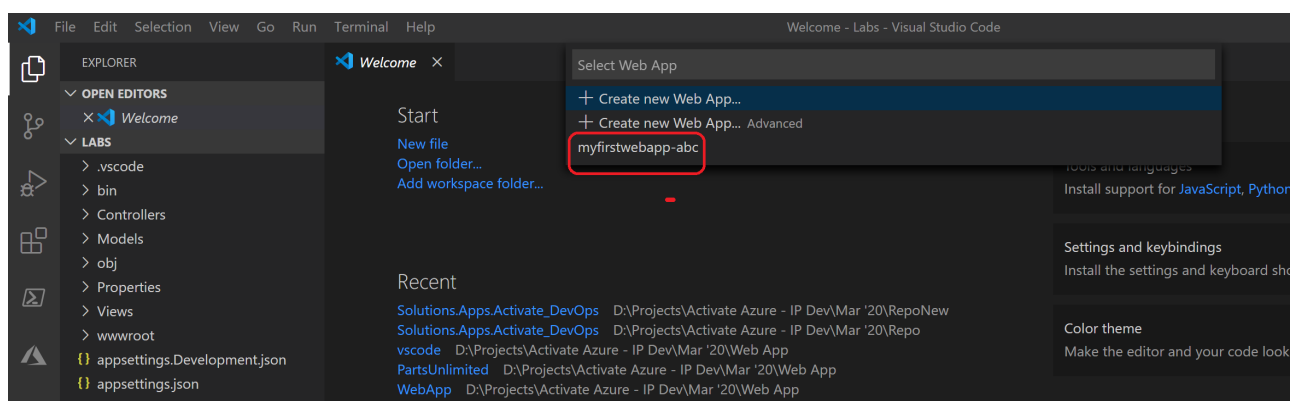 File Edit Selection View Go Run Terminal Help
Welcome - Labs - Visual Studio Code
EXPLORER
OPEN EDITORS
Welcome
LABS
.vscode
bin
Controllers
Models
obj
Properties
Views
wwwroot
{} appsettings.Development.json
{} appsettings.json
Welcome
Select Web App
+ Create new Web App...
+ Create new Web App... Advanced
myfirstwebapp-abc
Start
New file
Open folder...
Add workspace folder...
Recent
Solutions.Apps.Activate_DevOps D:\Projects\Activate Azure - IP Dev\Mar '20\RepoNew
Solutions.Apps.Activate_DevOps D:\Projects\Activate Azure - IP Dev\Mar '20\Repo
vscode D:\Projects\Activate Azure - IP Dev\Mar '20\Web App
PartsUnlimited D:\Projects\Activate Azure - IP Dev\Mar '20\Web App
WebApp D:\Projects\Activate Azure - IP Dev\Mar '20\Web App
Tools and languages
Install support for JavaScript, Python
Settings and keybindings
Install the settings and keyboard sho
Color theme
Make the editor and your code look